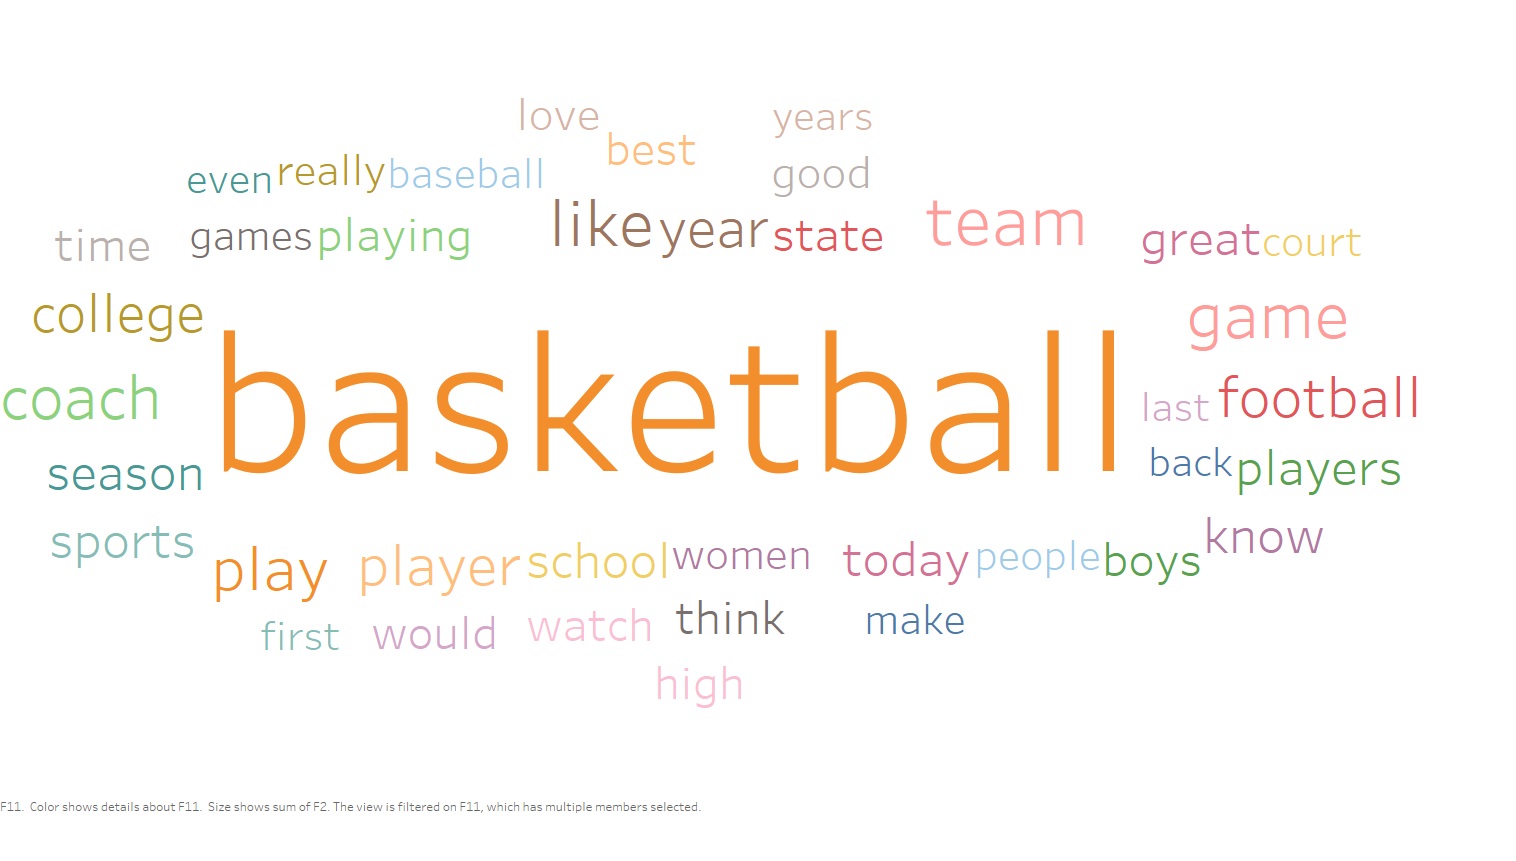 love years
best
even really baseball good
time games playing like year state team great court
college game
basketball
coach last football
season back players
sports play player school women today people boys know
first would watch think make
high
F11. Color shows details about F11. Size shows sum of F2. The view is filtered on F11, which has multiple members selected.